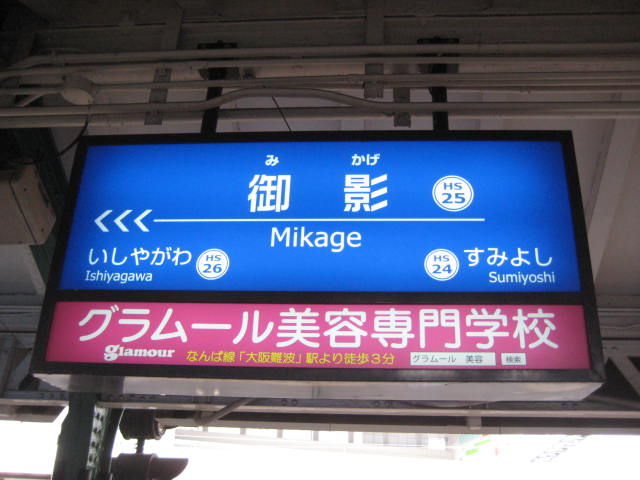 み かげ
御影 HS 25
Mikage
いしやがわ HS 26 HS 24 すみよし
Ishiyagawa Sumiyoshi
グラムール美容専門学校
glamour なんば線「大阪難波」駅より徒歩3分 グラムール 美容 検索